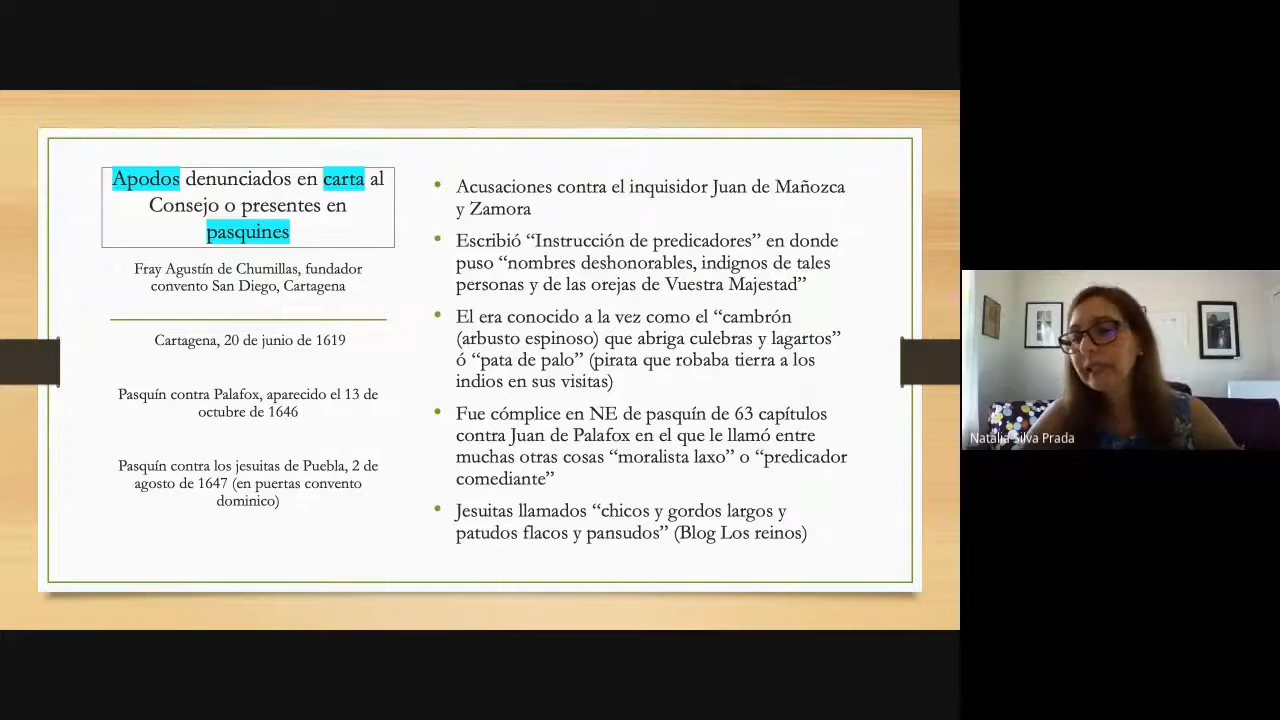 Apodos denunciados en carta al
Consejo o presentes en
pasquines
Fray Agustín de Chumillas, fundador
convento San Diego, Cartagena
Cartagena, 20 de junio de 1619
Pasquín contra Palafox, aparecido el 13 de
octubre de 1646
Pasquín contra los jesuitas de Puebla, 2 de
agosto de 1647 (en puertas convento
dominico)
• Acusaciones contra el inquisidor Juan de Mañozca
y Zamora
• Escribió “Instrucción de predicadores” en donde
puso “nombres deshonorables, indignos de tales
personas y de las orejas de Vuestra Majestad”
• El era conocido a la vez como el “cambrón
(arbusto espinoso) que abriga culebras y lagartos”
ó “pata de palo” (pirata que robaba tierra a los
indios en sus visitas)
• Fue cómplice en NE de pasquín de 63 capítulos
contra Juan de Palafox en el que le llamó entre
muchas otras cosas “moralista laxo” o “predicador
comediante”
• Jesuitas llamados “chicos y gordos largos y
patudos flacos y pansudos” (Blog Los reinos)
Natalia Silva Prada